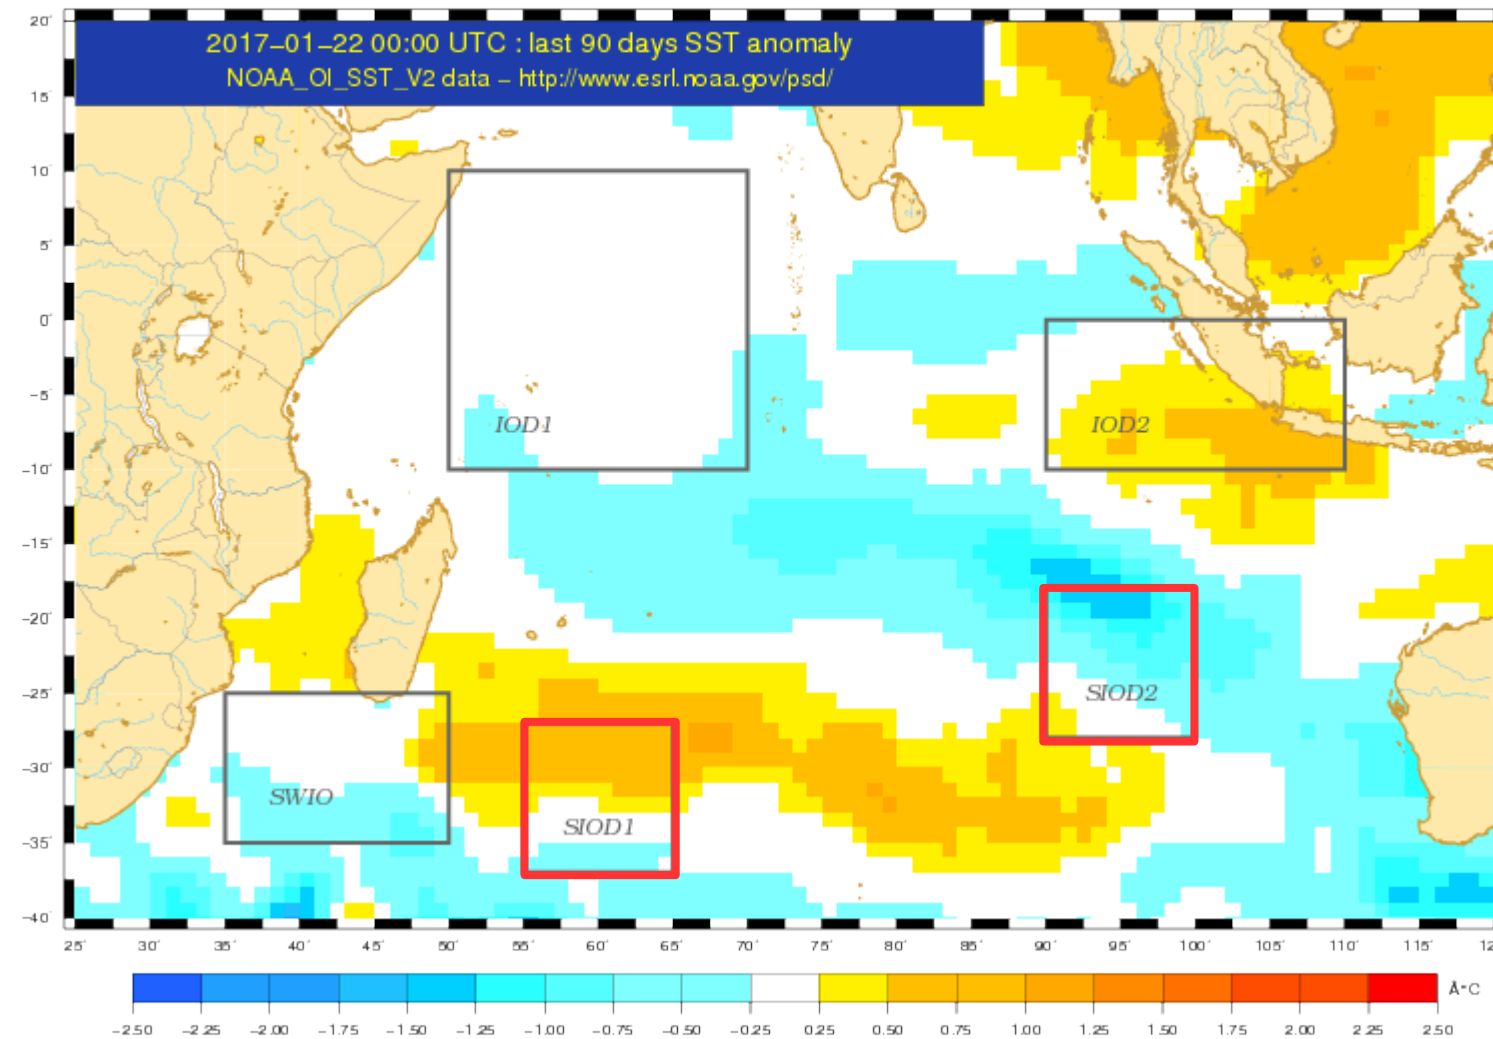 2017–01–22 00:00 UTC : last 90 days SST anomaly
NOAA_OI_SST_V2 data – http://www.esrl.noaa.gov/psd/
20°
15
10
5
0
−5
−10
−15
−20
−25
−30
−35
−40
IOD1
IOD2
SIOD2
SWIO
SIOD1
25° 30° 35° 40° 45° 50° 55° 60° 65° 70° 75° 80° 85° 90° 95° 100° 105° 110° 115° 12
−2.50 −2.25 −2.00 −1.75 −1.50 −1.25 −1.00 −0.75 −0.50 −0.25 0.25 0.50 0.75 1.00 1.25 1.50 1.75 2.00 2.25 2.50
Å°C